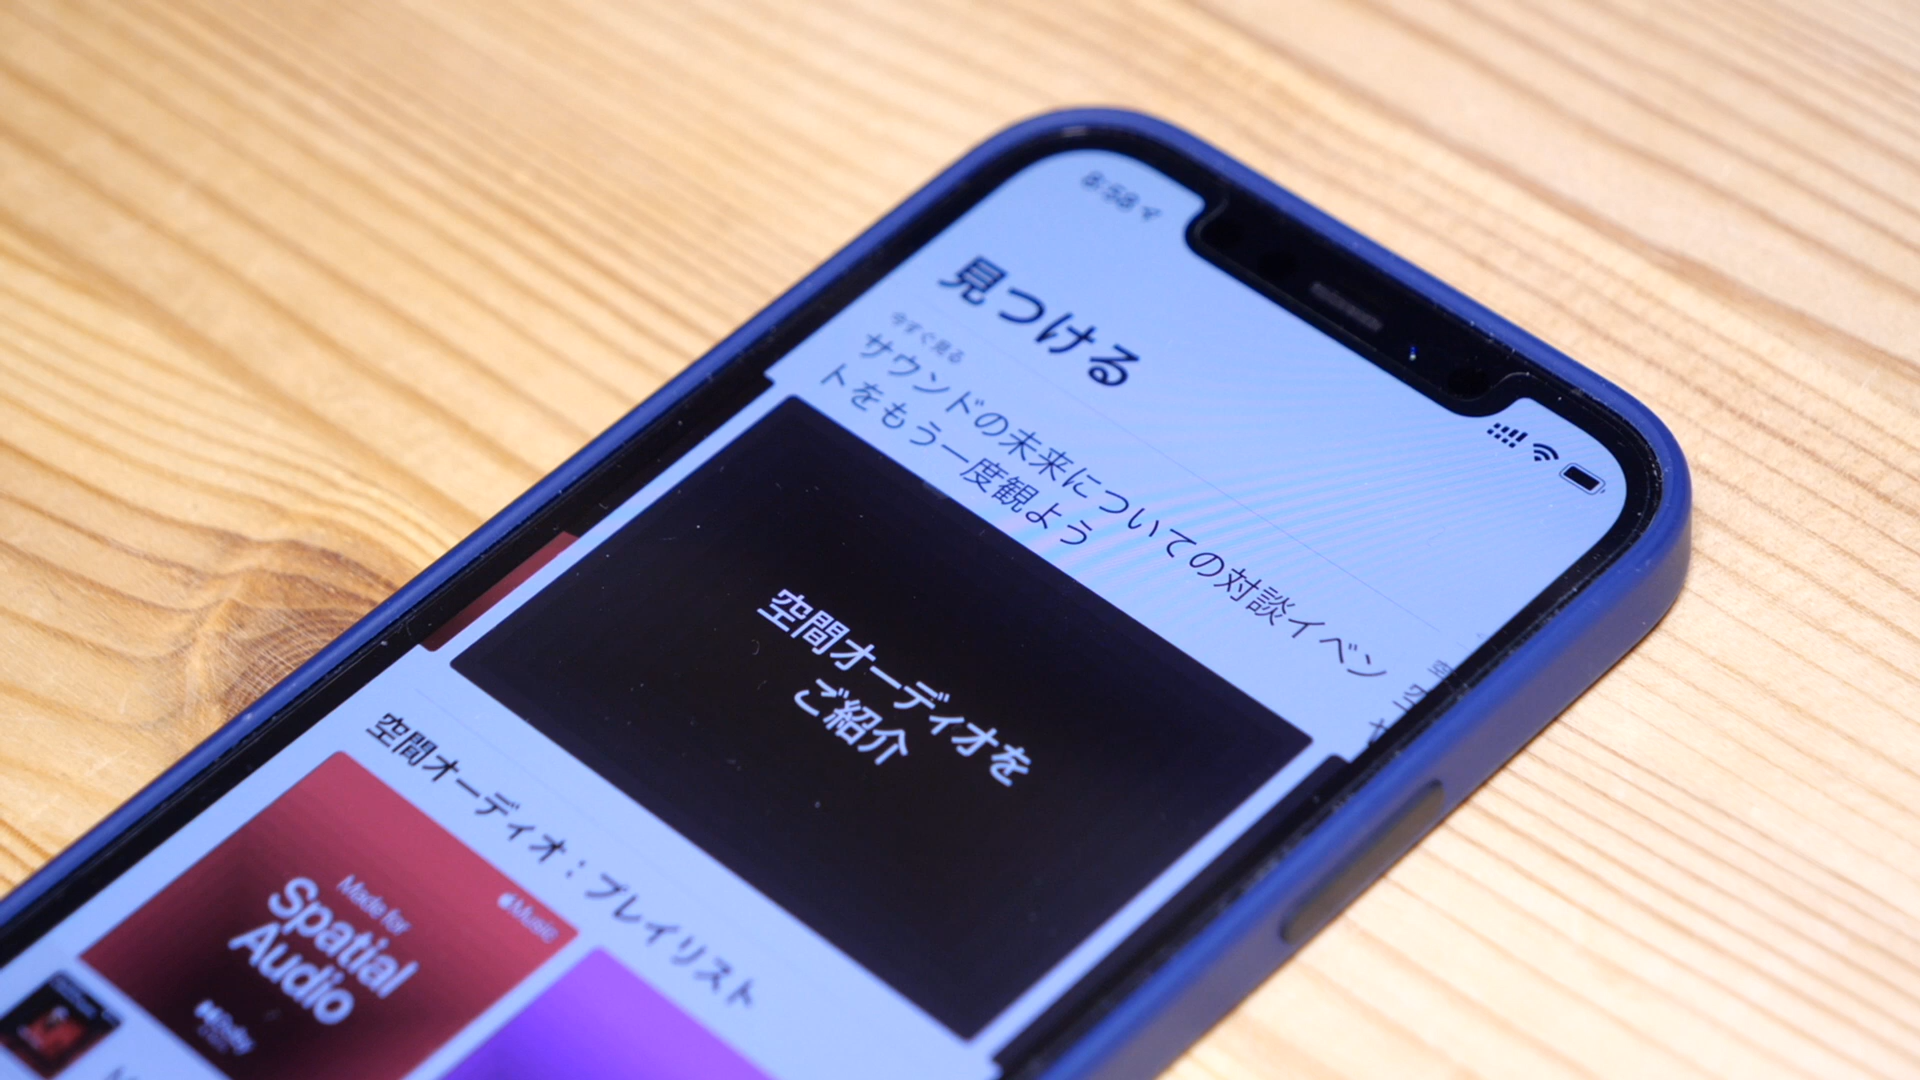 8:58
見つける
今すぐ見る
サウンドの未来についての対談イベン
トをもう一度観よう
空間オーディオを
ご紹介
空間オーディオ：プレイリスト
Music
Made for
Spatial
Audio
Dolby